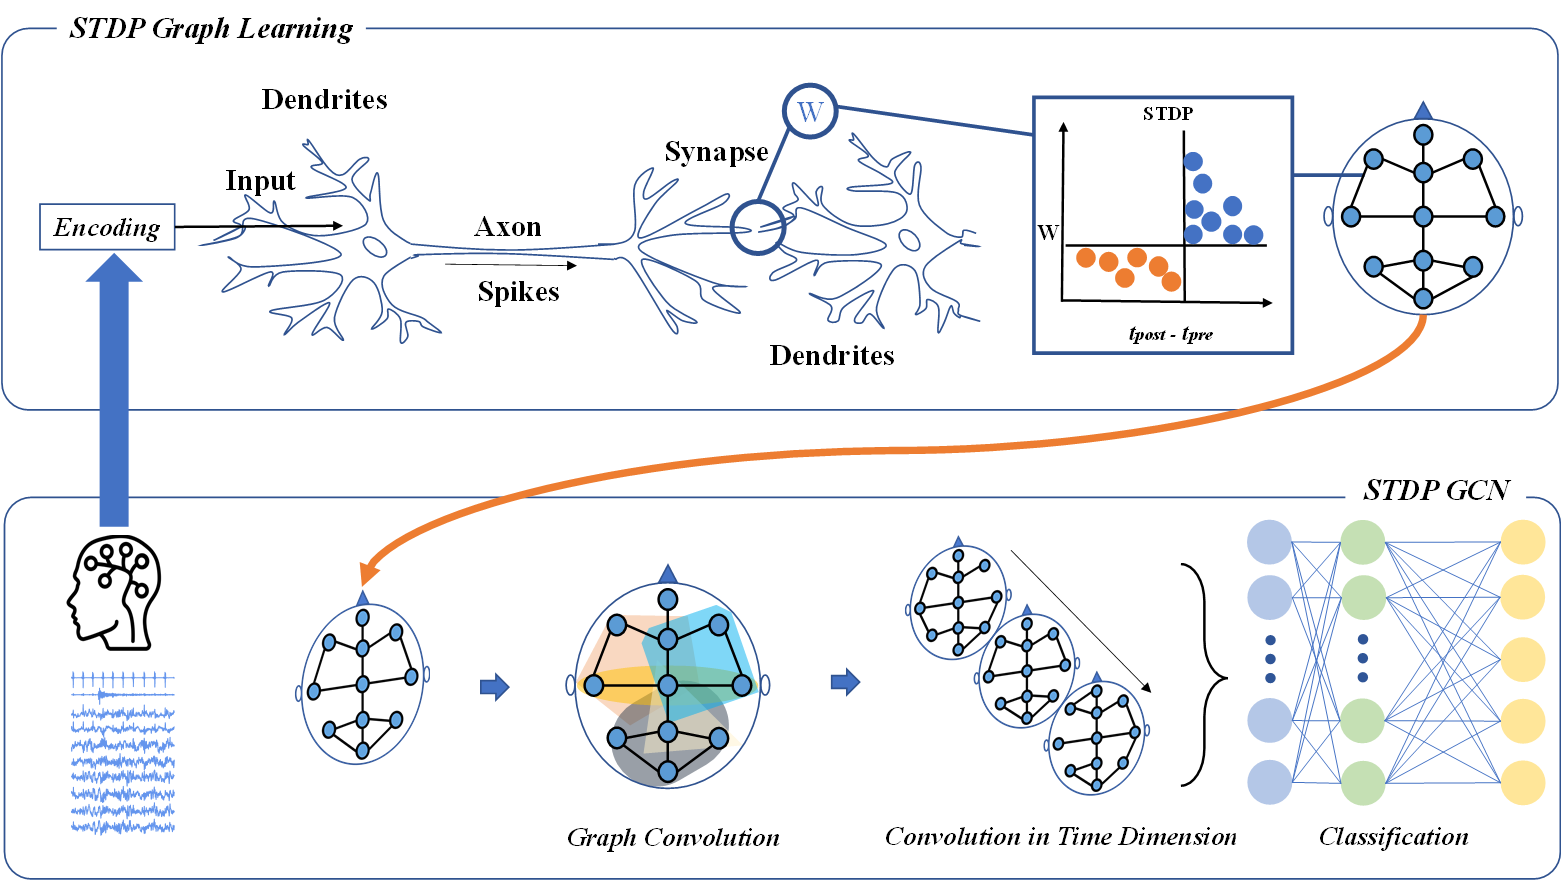 STDP Graph Learning
Dendrites
W
STDP
Synapse
Input
Encoding
Axon
W
Spikes
tpost - tpre
Dendrites
STDP GCN
Graph Convolution
Convolution in Time Dimension
Classification